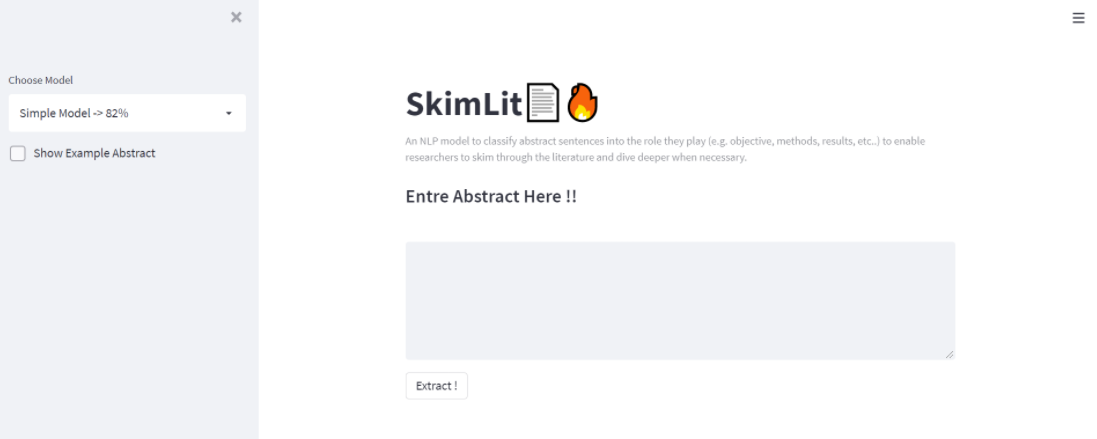 Choose Model
Simple Model -> 82%
Show Example Abstract
SkimLit
An NLP model to classify abstract sentences into the role they play (e.g. objective, methods, results, etc..) to enable
researchers to skim through the literature and dive deeper when necessary.
Entre Abstract Here !!
Extract !